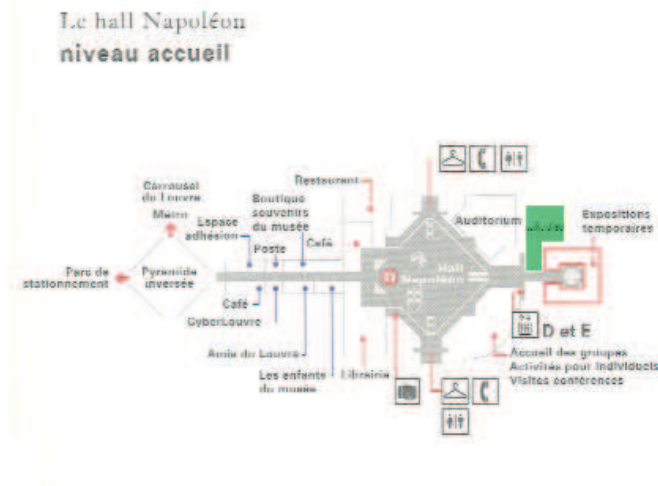 Le hall Napoléon
niveau accueil
Carrousel
du Louvre
Métro
Espace
adhésion
Poste
Boutique
souvenirs
du musée
Restaurant
Café
Auditorium
Expositions
temporaires
Parc de
stationnement
Pyramide
inversée
Hall
Napoléon
Café
CyberLouvre
Amis du Louvre
Les enfants
du musée
Librairie
D et E
Accueil des groupes
Activités pour individuels
Visites conférences